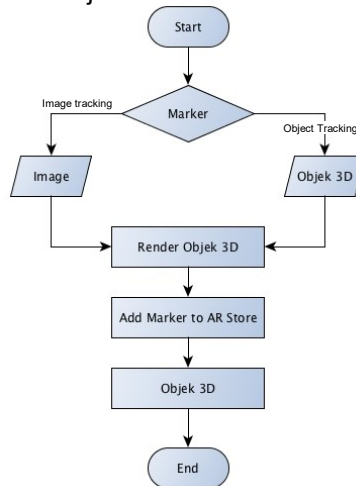 Start
Marker
Image tracking
Object Tracking
Image
Objek 3D
Render Objek 3D
Add Marker to AR Store
Objek 3D
End